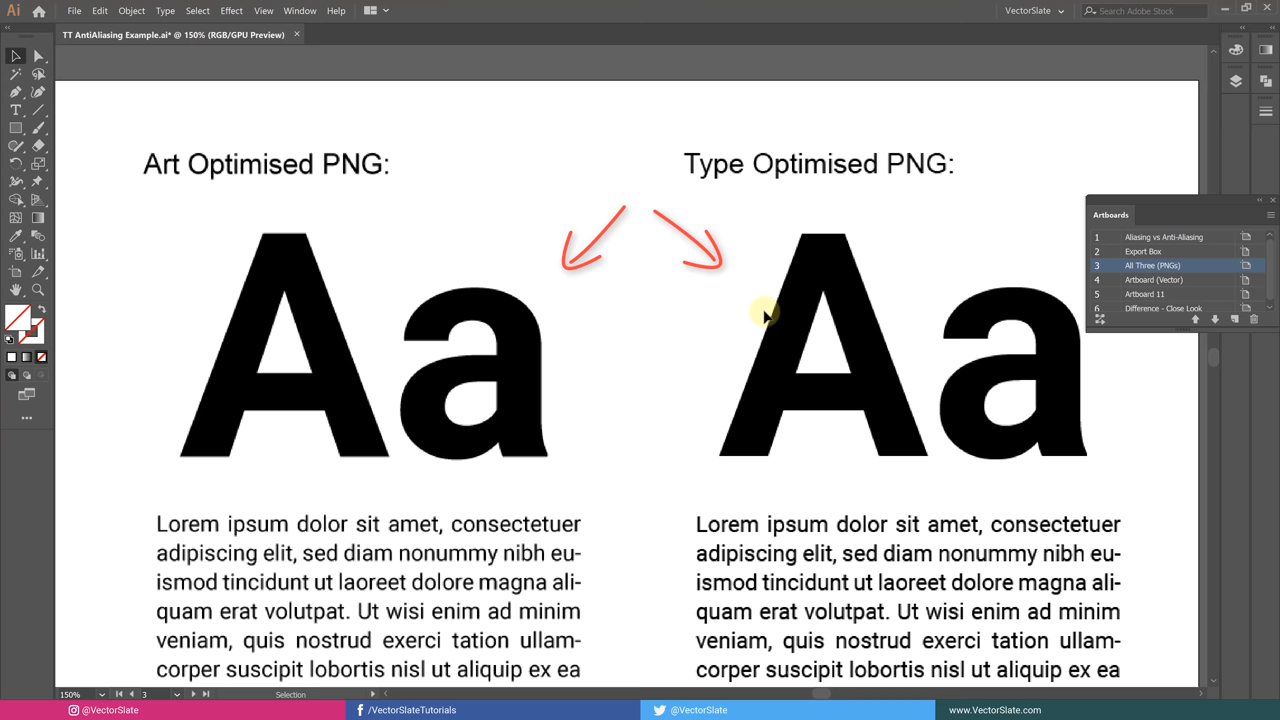 Ai File Edit Object Type Select Effect View Window Help VectorSlate Search Adobe Stock
TT AntiAliasing Example.ai* @ 150% (RGB/GPU Preview) ×
Art Optimised PNG:
Aa
Lorem ipsum dolor sit amet, consectetuer
adipiscing elit, sed diam nonummy nibh eu-
ismod tincidunt ut laoreet dolore magna ali-
quam erat volutpat. Ut wisi enim ad minim
veniam, quis nostrud exerci tation ullam-
corper suscipit lobortis nisl ut aliquip ex ea
Type Optimised PNG:
Aa
Lorem ipsum dolor sit amet, consectetuer
adipiscing elit, sed diam nonummy nibh eu-
ismod tincidunt ut laoreet dolore magna ali-
quam erat volutpat. Ut wisi enim ad minim
veniam, quis nostrud exerci tation ullam-
corper suscipit lobortis nisl ut aliquip ex ea
Artboards
1 Aliasing vs Anti-Aliasing
2 Export Box
3 All Three (PNGs)
4 Artboard (Vector)
5 Artboard 11
6 Difference - Close Look
150% 3 Selection
@VectorSlate /VectorSlateTutorials @VectorSlate www.VectorSlate.com